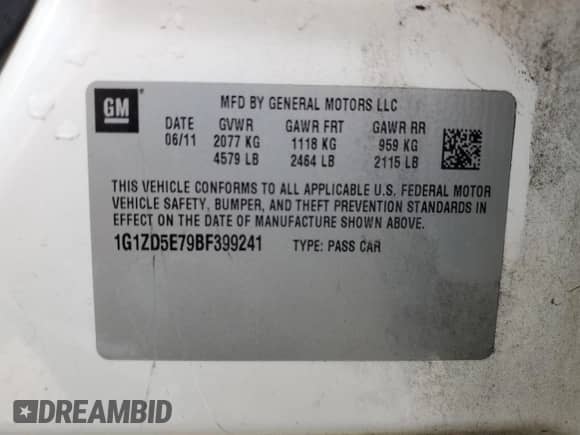 GM
MFD BY GENERAL MOTORS LLC
DATE GVWR GAWR FRT GAWR RR
06/11 2077 KG 1118 KG 959 KG
4579 LB 2464 LB 2115 LB
THIS VEHICLE CONFORMS TO ALL APPLICABLE U.S. FEDERAL MOTOR
VEHICLE SAFETY, BUMPER, AND THEFT PREVENTION STANDARDS IN
EFFECT ON THE DATE OF MANUFACTURE SHOWN ABOVE.
1G1ZD5E79BF399241 TYPE: PASS CAR
DREAMBID